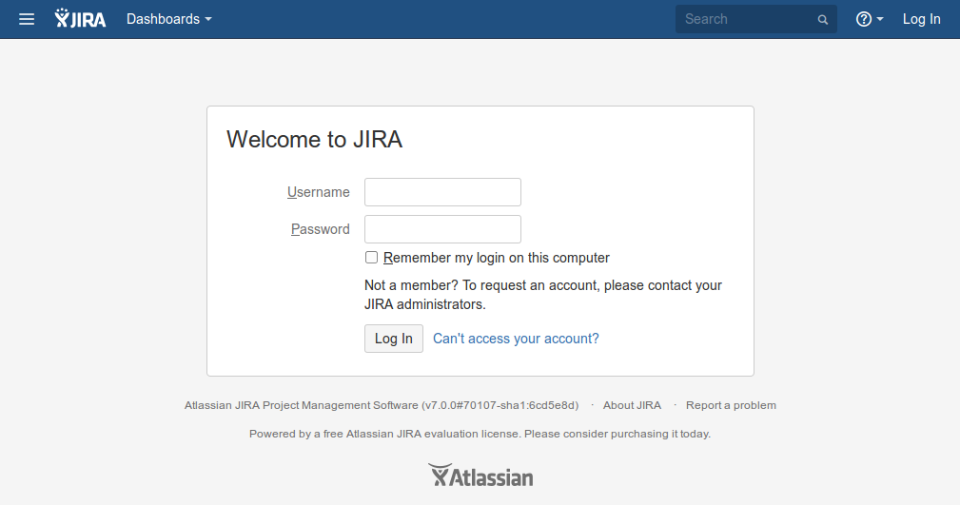 JIRA Dashboards Search Log In
Welcome to JIRA
Username
Password
Remember my login on this computer
Not a member? To request an account, please contact your
JIRA administrators.
Log In Can't access your account?
Atlassian JIRA Project Management Software (v7.0.0#70107-sha1:6cd5e8d) · About JIRA · Report a problem
Powered by a free Atlassian JIRA evaluation license. Please consider purchasing it today.
Atlassian